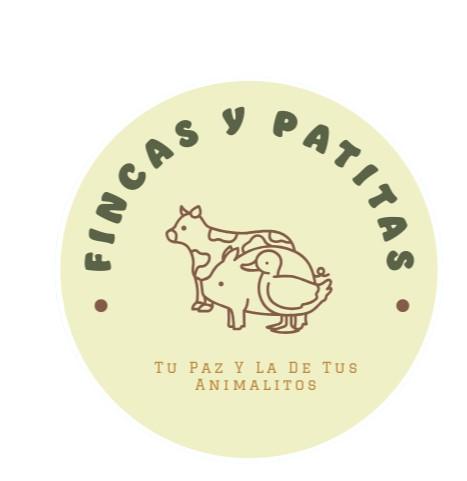 FINCAS y PATITAS
Tu Paz Y La De Tus
Animalitos